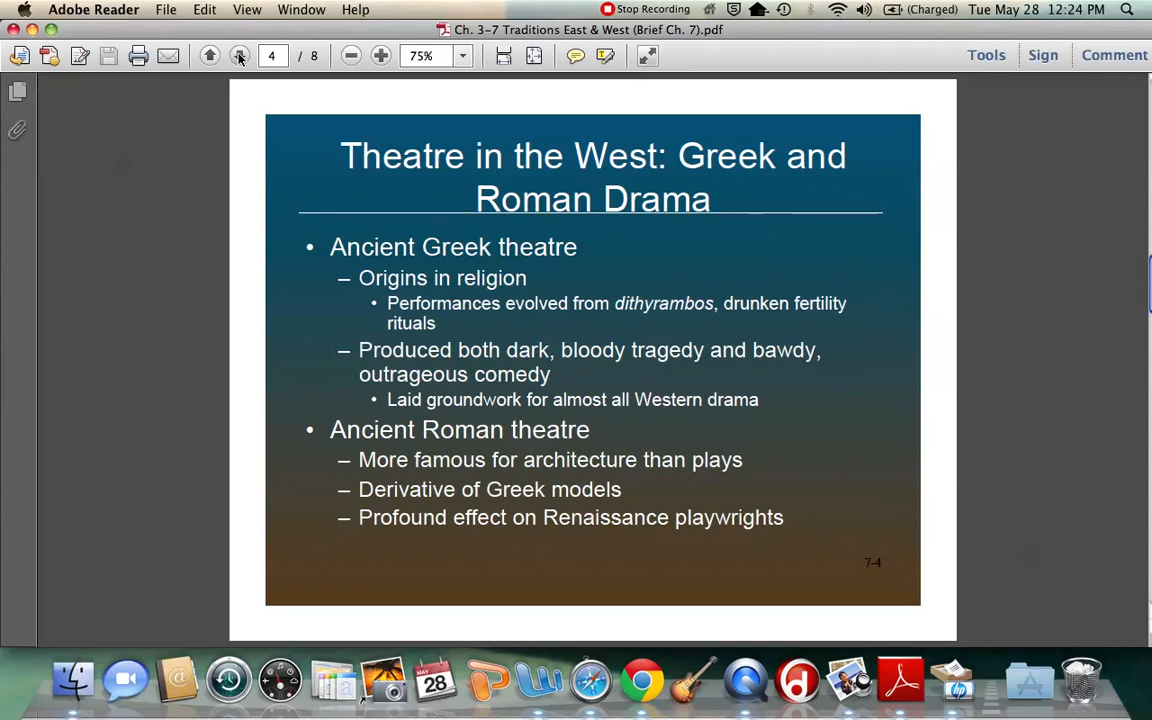 Adobe Reader File Edit View Window Help Stop Recording (Charged) Tue May 28 12:24 PM
Ch. 3-7 Traditions East & West (Brief Ch. 7).pdf
4 / 8 75% Tools Sign Comment
Theatre in the West: Greek and
Roman Drama
• Ancient Greek theatre
– Origins in religion
• Performances evolved from dithyrambos, drunken fertility
rituals
– Produced both dark, bloody tragedy and bawdy,
outrageous comedy
• Laid groundwork for almost all Western drama
• Ancient Roman theatre
– More famous for architecture than plays
– Derivative of Greek models
– Profound effect on Renaissance playwrights
7-4
MAY
28